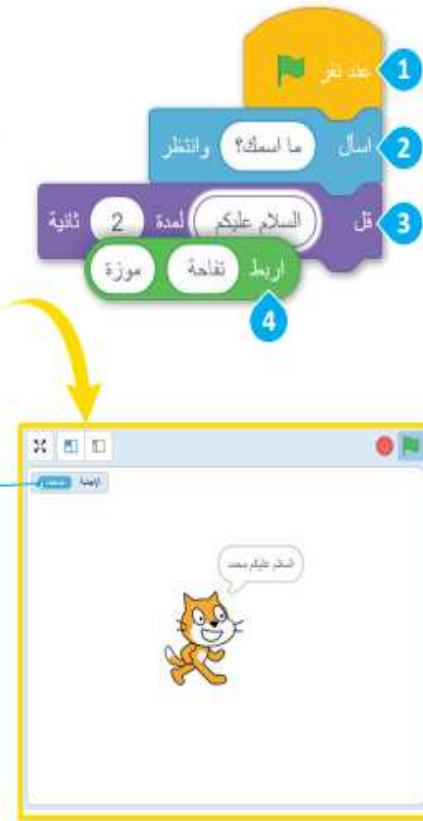 عند نقر 1
اسأل ما اسمك؟ وانتظر 2
قل السلام عليكم لمدة 2 ثانية 3
اربط تفاحة موزة
4
الإجابة محمد
السلام عليكم محمد